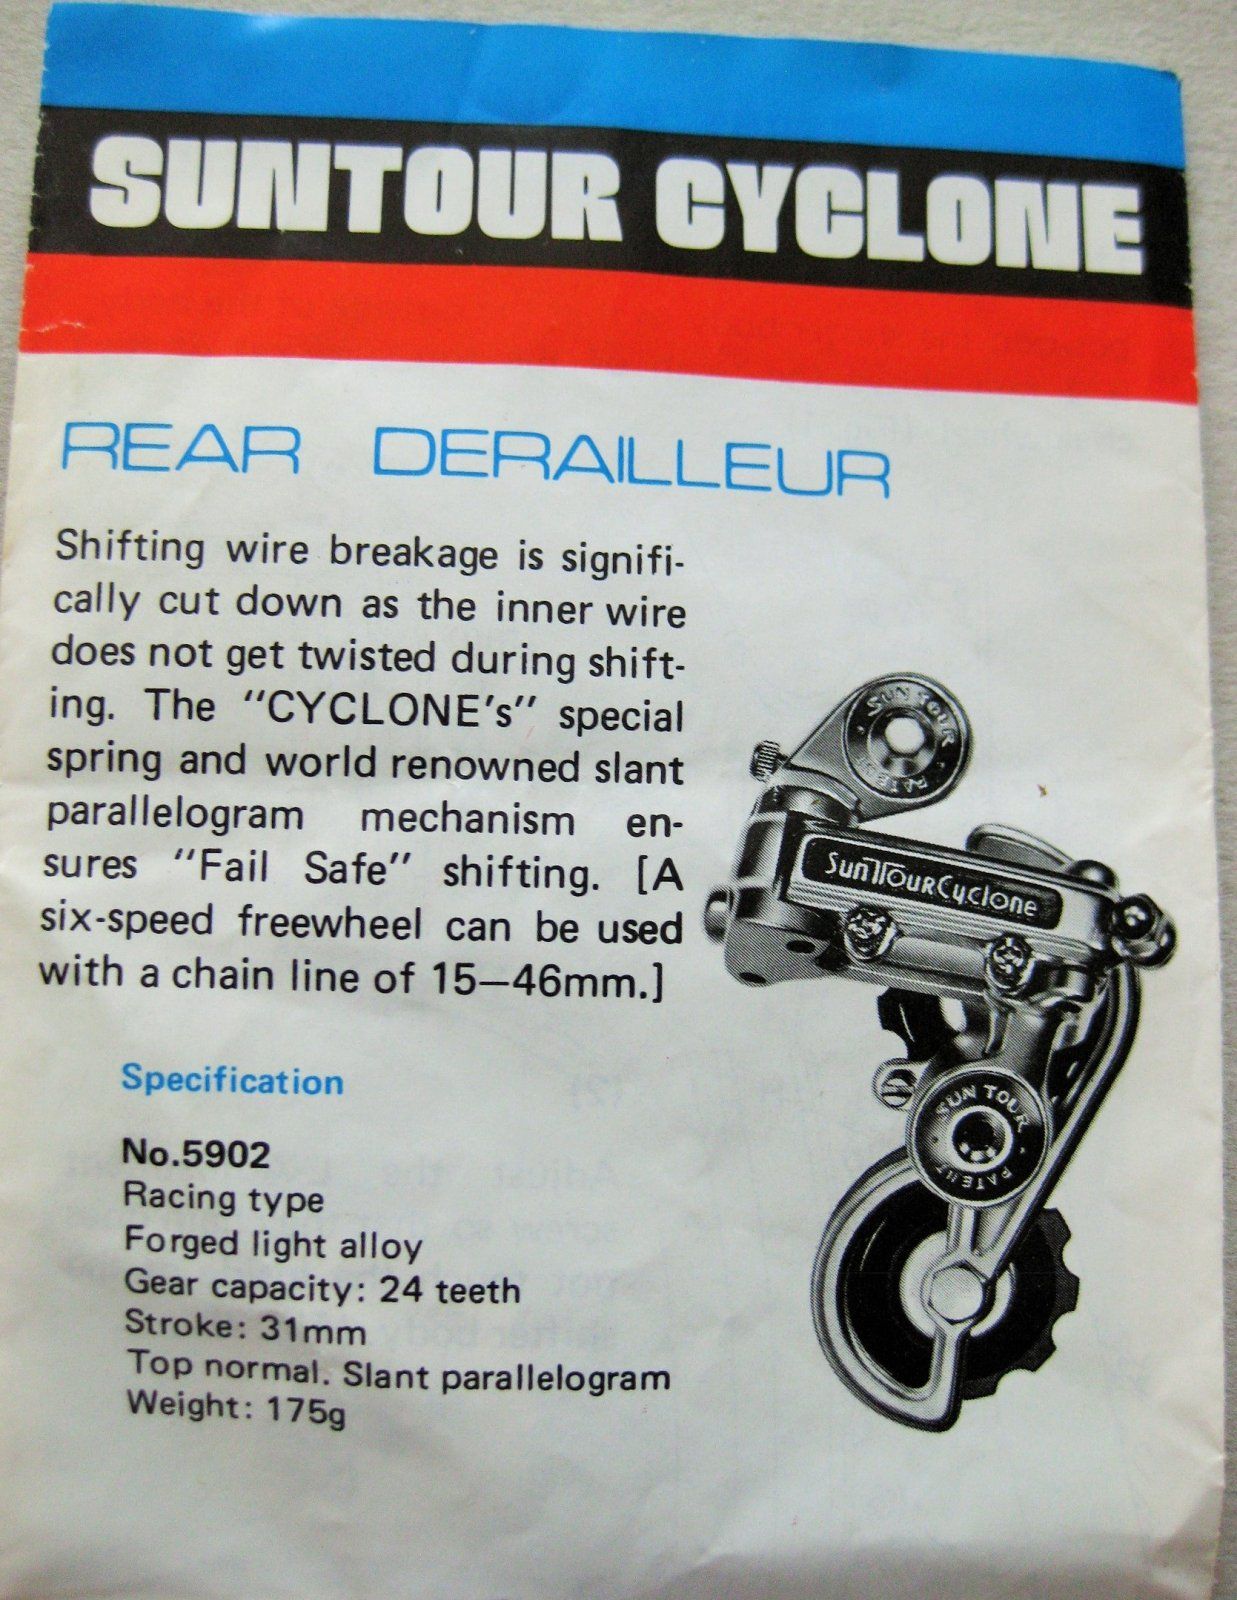 SUNTOUR CYCLONE
REAR DERAILLEUR
Shifting wire breakage is signifi-
cally cut down as the inner wire
does not get twisted during shift-
ing. The "CYCLONE's" special
spring and world renowned slant
parallelogram mechanism en-
sures "Fail Safe" shifting. [A
six-speed freewheel can be used
with a chain line of 15—46mm.]
SUN TOUR
PATENT
SunTourCyclone
SUN TOUR
PATENT
Specification
No.5902
Racing type
Forged light alloy
Gear capacity: 24 teeth
Stroke: 31mm
Top normal. Slant parallelogram
Weight: 175g